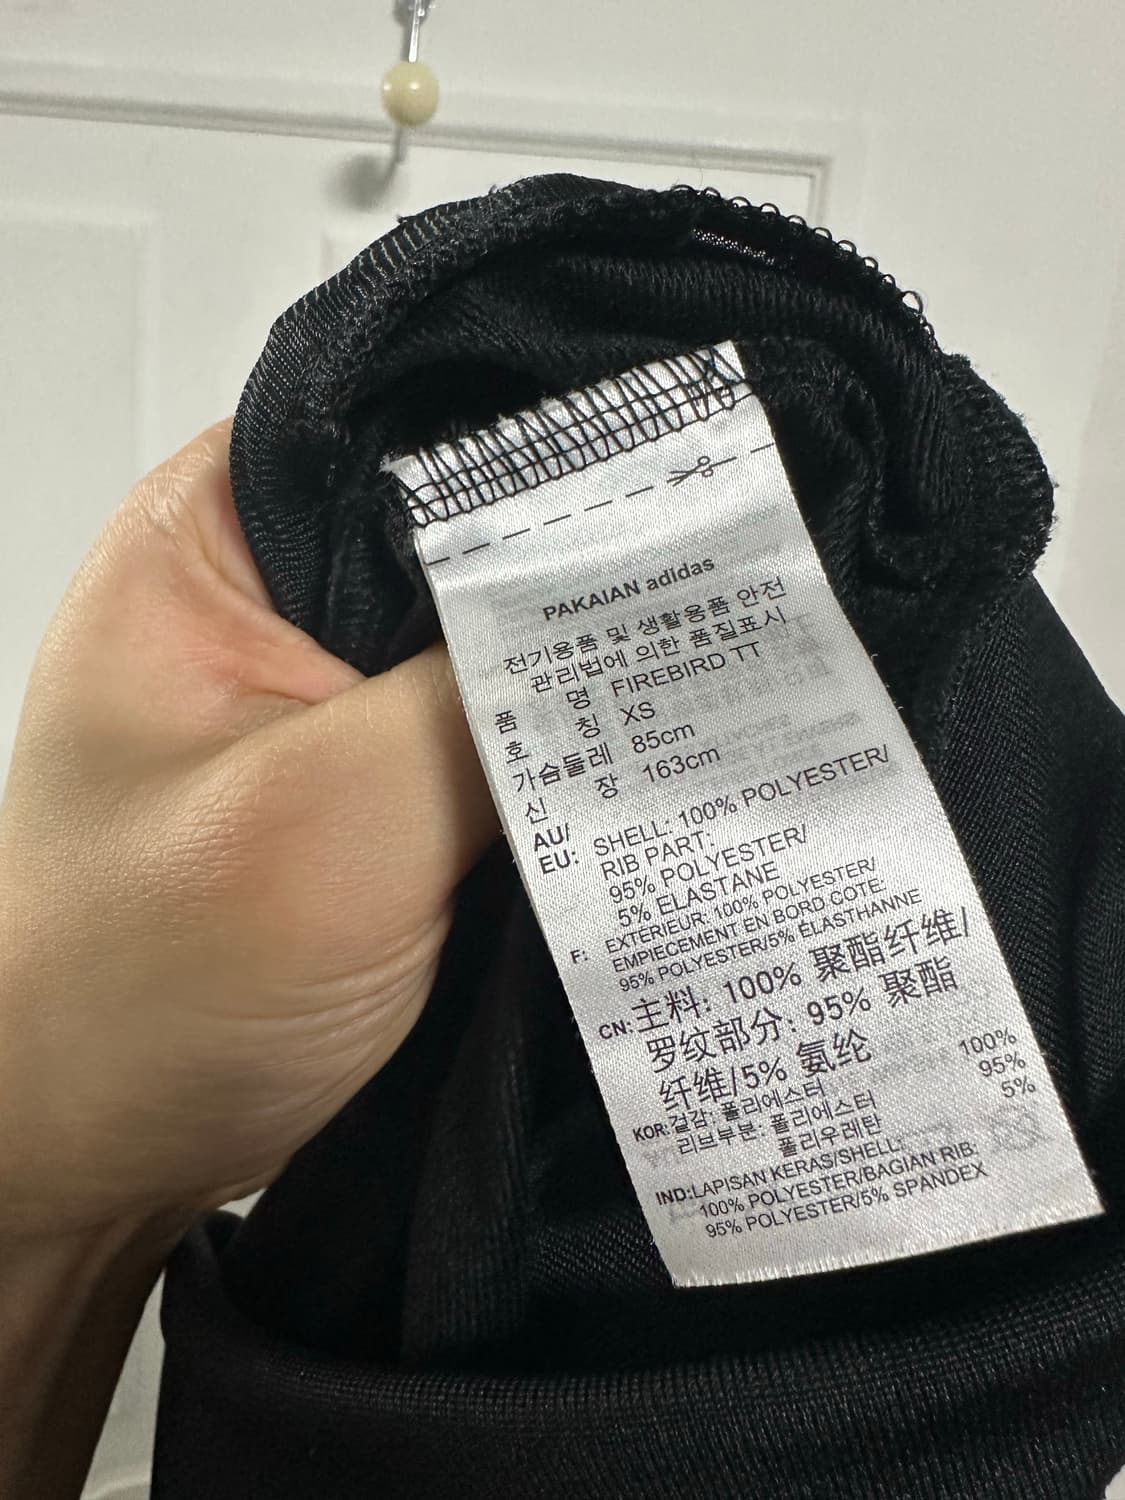 PAKAIAN adidas
전기용품 및 생활용품 안전
관리법에 의한 품질표시
품 명 FIREBIRD TT
호 칭 XS
가슴둘레 85cm
신 장 163cm
AU/
EU: SHELL: 100% POLYESTER/
RIB PART:
95% POLYESTER/
5% ELASTANE
F: EXTÉRIEUR: 100% POLYESTER/
EMPIECEMENT EN BORD COTE:
95% POLYESTER/5% ÉLASTHANNE
CN: 主料: 100% 聚酯纤维/
罗纹部分: 95% 聚酯
纤维/5% 氨纶
KOR: 겉감: 폴리에스터 100%
리브부분: 폴리에스터 95%
폴리우레탄 5%
IND: LAPISAN KERAS/SHELL:
100% POLYESTER/BAGIAN RIB:
95% POLYESTER/5% SPANDEX